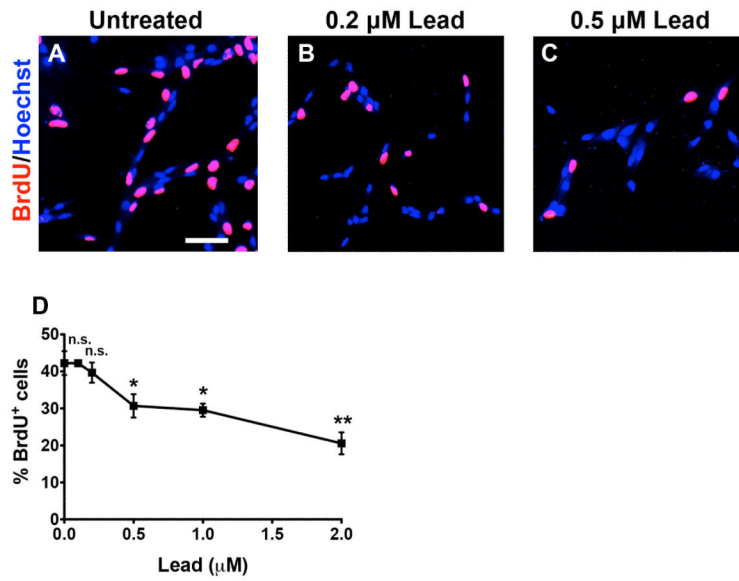 Untreated
0.2 µM Lead
0.5 µM Lead
BrdU/Hoechst
A
B
C
D
n.s.
n.s.
*
*
**
% BrdU⁺ cells
50
40
30
20
10
0
0.0
0.5
1.0
1.5
2.0
Lead (µM)